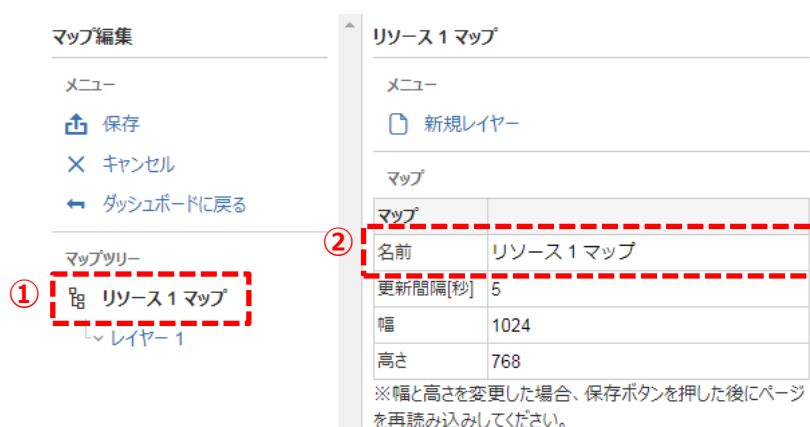 マップ編集
メニュー
保存
キャンセル
ダッシュボードに戻る
マップツリー
① リソース 1 マップ
レイヤー 1
リソース 1 マップ
メニュー
新規レイヤー
マップ
マップ
② 名前 リソース 1 マップ
更新間隔[秒] 5
幅 1024
高さ 768
※幅と高さを変更した場合、保存ボタンを押した後にページ
を再読み込みしてください。